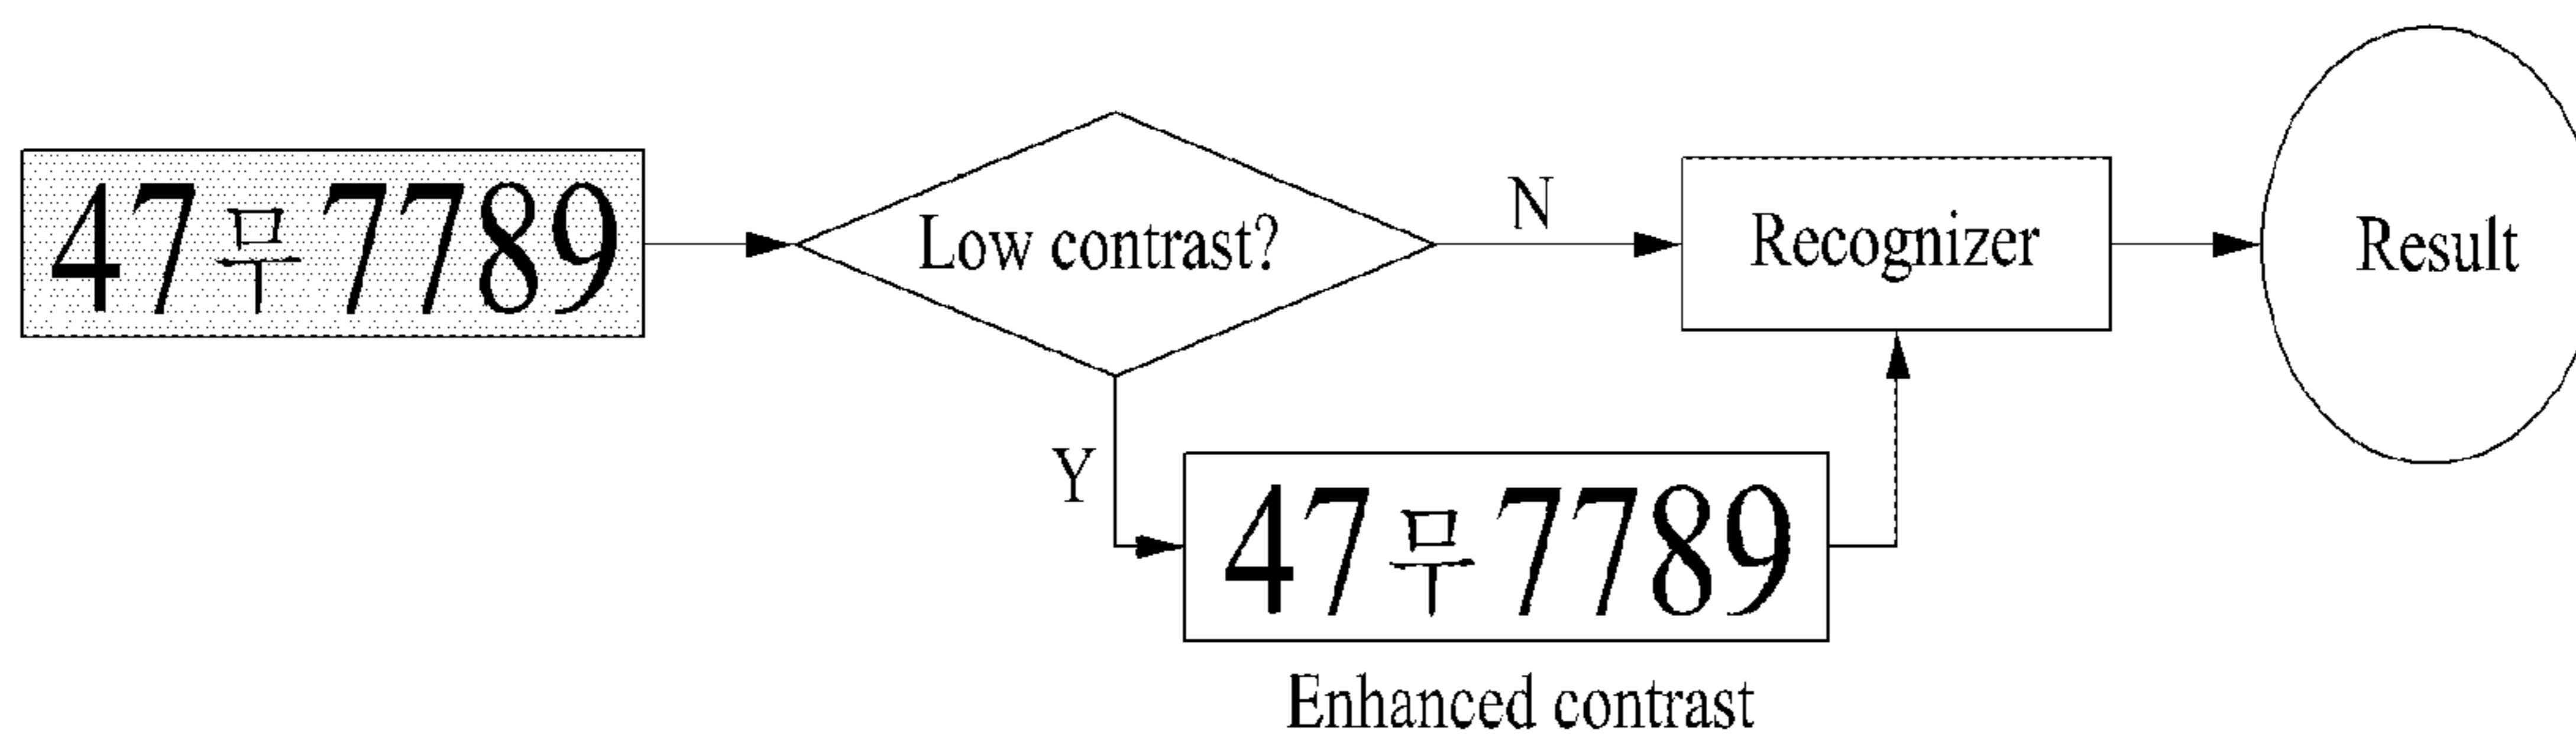 47무7789
Low contrast?
N
Recognizer
Result
Y
47무7789
Enhanced contrast